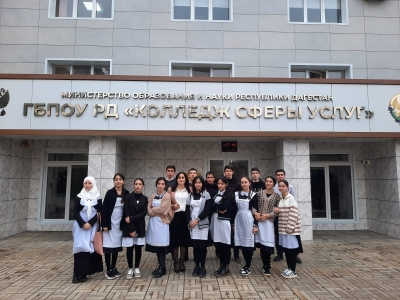 МИНИСТЕРСТВО ОБРАЗОВАНИЯ И НАУКИ РЕСПУБЛИКИ ДАГЕСТАН
ГБПОУ РД «КОЛЛЕДЖ СФЕРЫ УСЛУГ»